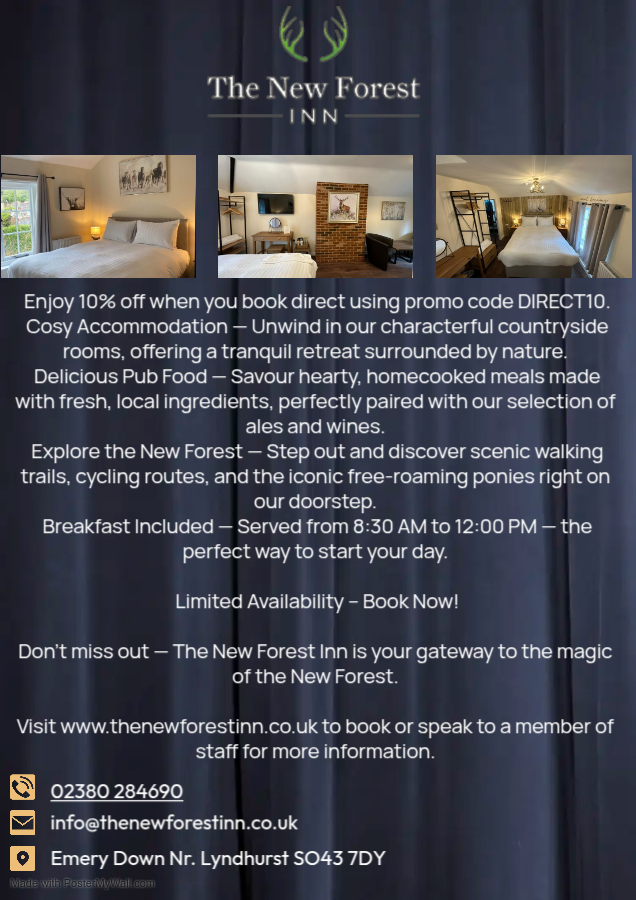 The New Forest
INN
Enjoy 10% off when you book direct using promo code DIRECT10.
Cosy Accommodation — Unwind in our characterful countryside
rooms, offering a tranquil retreat surrounded by nature.
Delicious Pub Food — Savour hearty, homecooked meals made
with fresh, local ingredients, perfectly paired with our selection of
ales and wines.
Explore the New Forest — Step out and discover scenic walking
trails, cycling routes, and the iconic free-roaming ponies right on
our doorstep.
Breakfast Included — Served from 8:30 AM to 12:00 PM — the
perfect way to start your day.
Limited Availability – Book Now!
Don't miss out — The New Forest Inn is your gateway to the magic
of the New Forest.
Visit www.thenewforestinn.co.uk to book or speak to a member of
staff for more information.
02380 284690
info@thenewforestinn.co.uk
Emery Down Nr. Lyndhurst SO43 7DY
Made with PosterMyWall.com